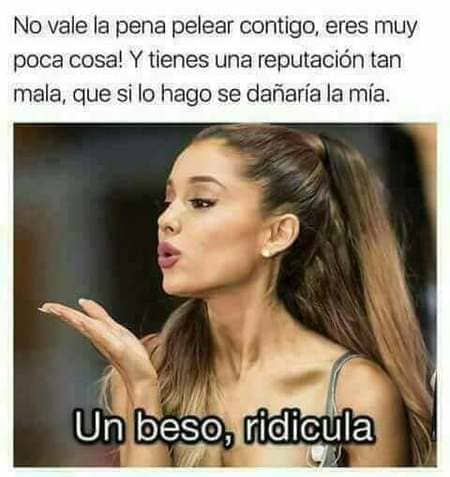 No vale la pena pelear contigo, eres muy
poca cosa! Y tienes una reputación tan
mala, que si lo hago se dañaría la mía.
Un beso, ridicula